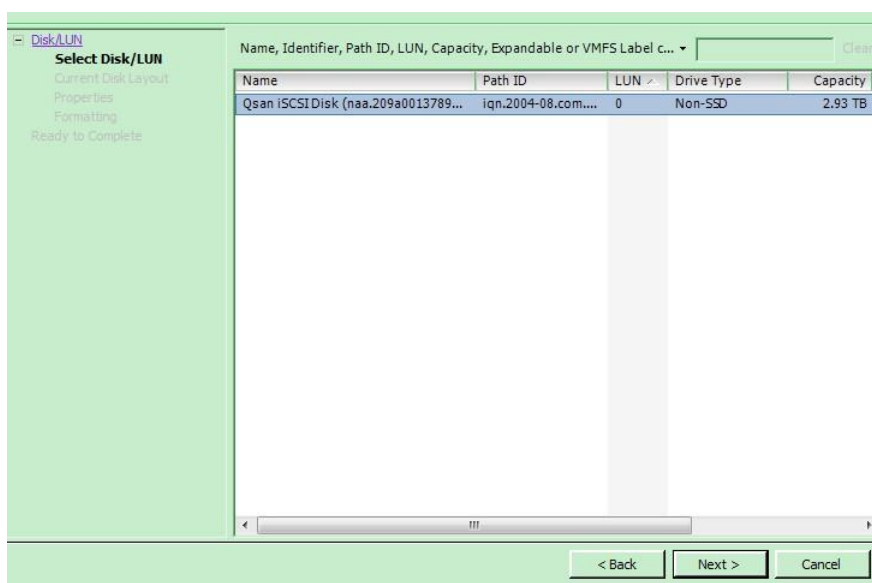 Disk/LUN
Select Disk/LUN
Current Disk Layout
Properties
Formatting
Ready to Complete
Name, Identifier, Path ID, LUN, Capacity, Expandable or VMFS Label c...
Clear
Name Path ID LUN Drive Type Capacity
Qsan iSCSI Disk (naa.209a0013789... iqn.2004-08.com.... 0 Non-SSD 2.93 TB
< Back Next > Cancel